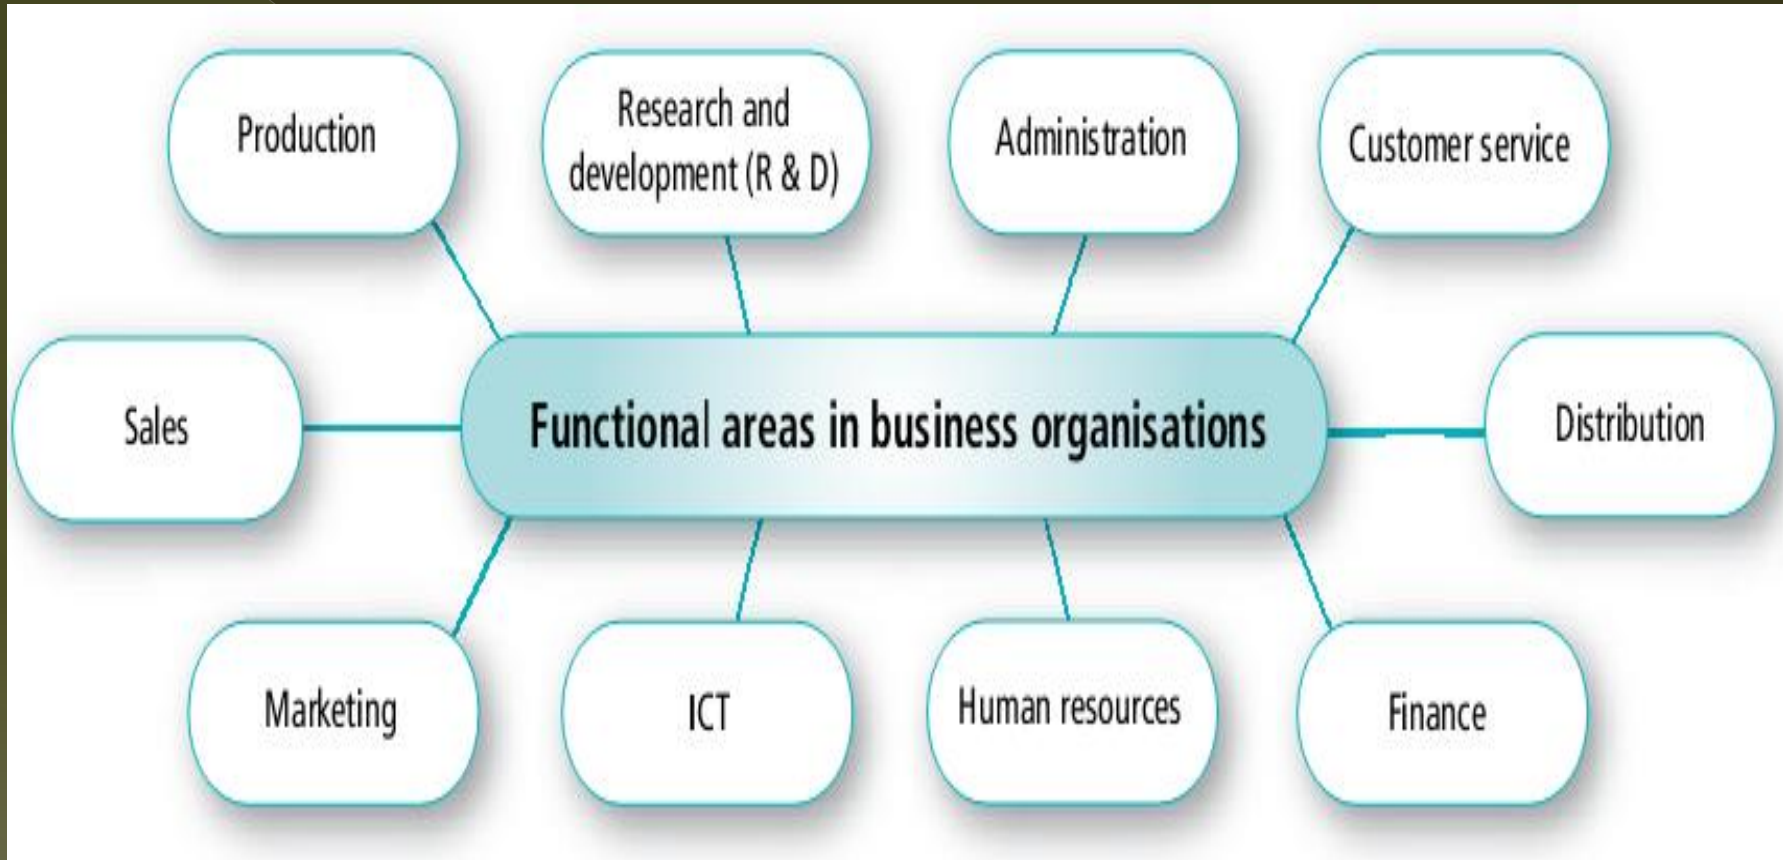 Production
Research and
development (R & D)
Administration
Customer service
Sales
Functional areas in business organisations
Distribution
Marketing
ICT
Human resources
Finance